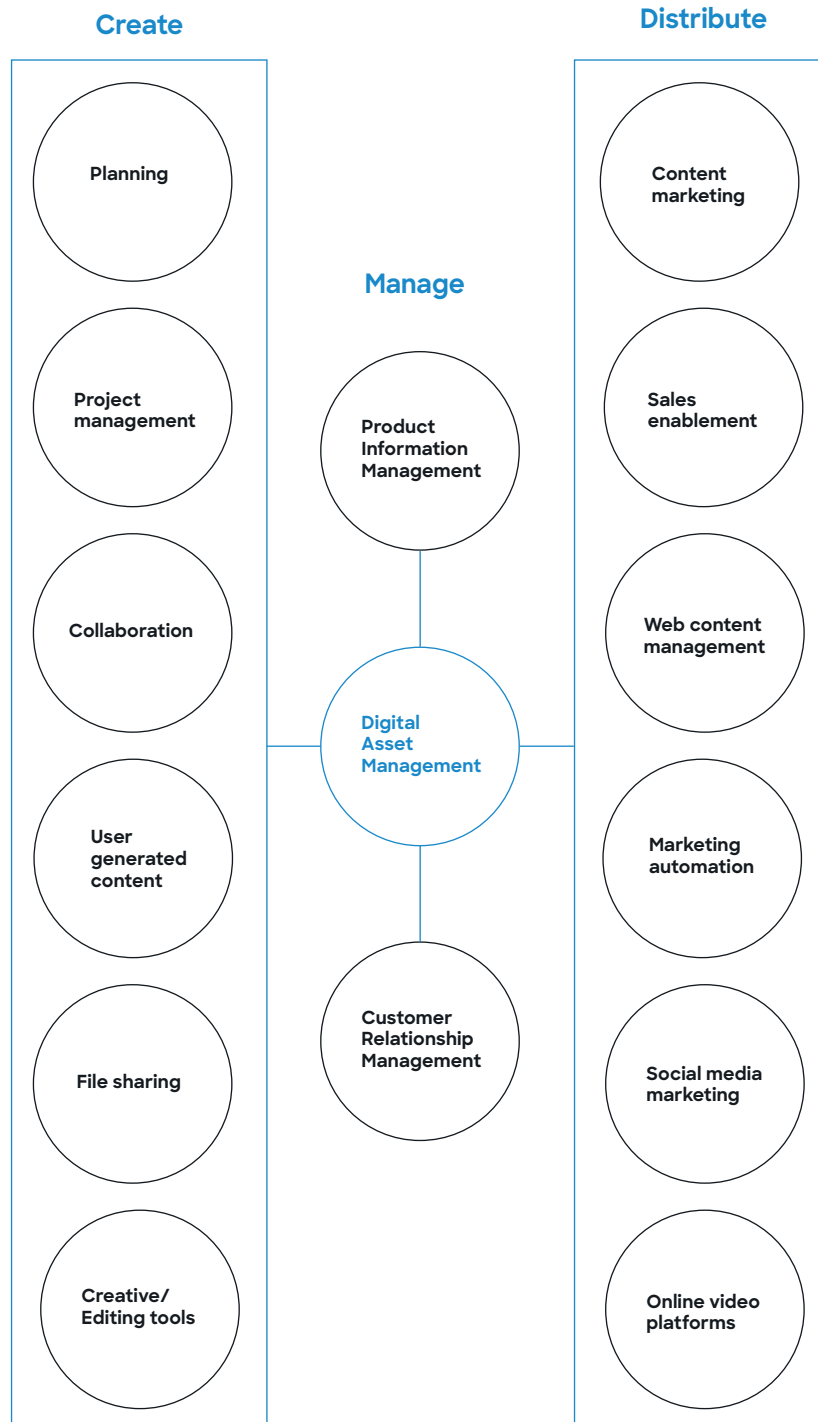 Create
Planning
Project
management
Collaboration
User
generated
content
File sharing
Creative/
Editing tools
Manage
Product
Information
Management
Digital
Asset
Management
Customer
Relationship
Management
Distribute
Content
marketing
Sales
enablement
Web content
management
Marketing
automation
Social media
marketing
Online video
platforms